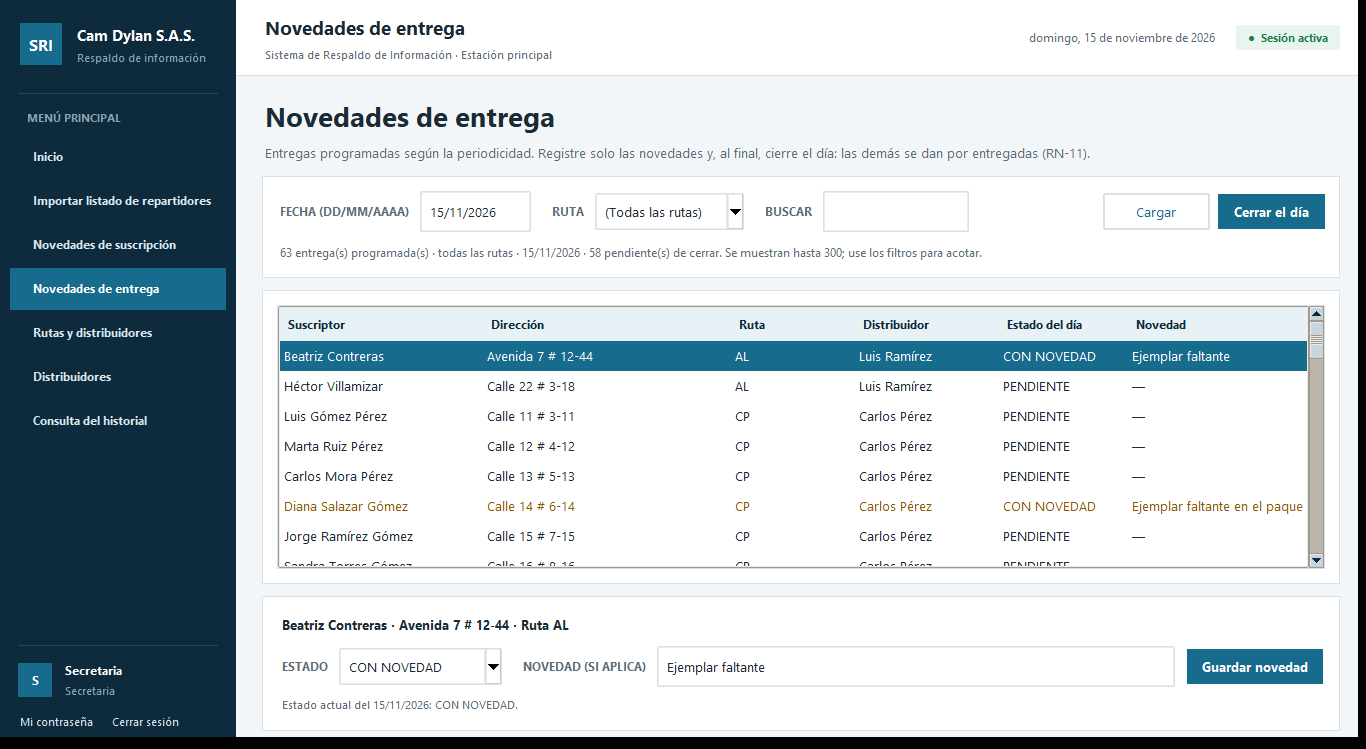 SRI
Cam Dylan S.A.S.
Respaldo de información
MENÚ PRINCIPAL
Inicio
Importar listado de repartidores
Novedades de suscripción
Novedades de entrega
Rutas y distribuidores
Distribuidores
Consulta del historial
S
Secretaria
Secretaria
Mi contraseña Cerrar sesión
Novedades de entrega
Sistema de Respaldo de Información · Estación principal
domingo, 15 de noviembre de 2026
● Sesión activa
Novedades de entrega
Entregas programadas según la periodicidad. Registre solo las novedades y, al final, cierre el día: las demás se dan por entregadas (RN-11).
FECHA (DD/MM/AAAA) 15/11/2026 RUTA (Todas las rutas) BUSCAR Cargar Cerrar el día
63 entrega(s) programada(s) · todas las rutas · 15/11/2026 · 58 pendiente(s) de cerrar. Se muestran hasta 300; use los filtros para acotar.
Suscriptor Dirección Ruta Distribuidor Estado del día Novedad
Beatriz Contreras Avenida 7 # 12-44 AL Luis Ramírez CON NOVEDAD Ejemplar faltante
Héctor Villamizar Calle 22 # 3-18 AL Luis Ramírez PENDIENTE —
Luis Gómez Pérez Calle 11 # 3-11 CP Carlos Pérez PENDIENTE —
Marta Ruiz Pérez Calle 12 # 4-12 CP Carlos Pérez PENDIENTE —
Carlos Mora Pérez Calle 13 # 5-13 CP Carlos Pérez PENDIENTE —
Diana Salazar Gómez Calle 14 # 6-14 CP Carlos Pérez CON NOVEDAD Ejemplar faltante en el paque
Jorge Ramírez Gómez Calle 15 # 7-15 CP Carlos Pérez PENDIENTE —
Sandra Torres Gómez Calle 16 # 8-16 CP Carlos Pérez PENDIENTE
Beatriz Contreras · Avenida 7 # 12-44 · Ruta AL
ESTADO CON NOVEDAD NOVEDAD (SI APLICA) Ejemplar faltante Guardar novedad
Estado actual del 15/11/2026: CON NOVEDAD.